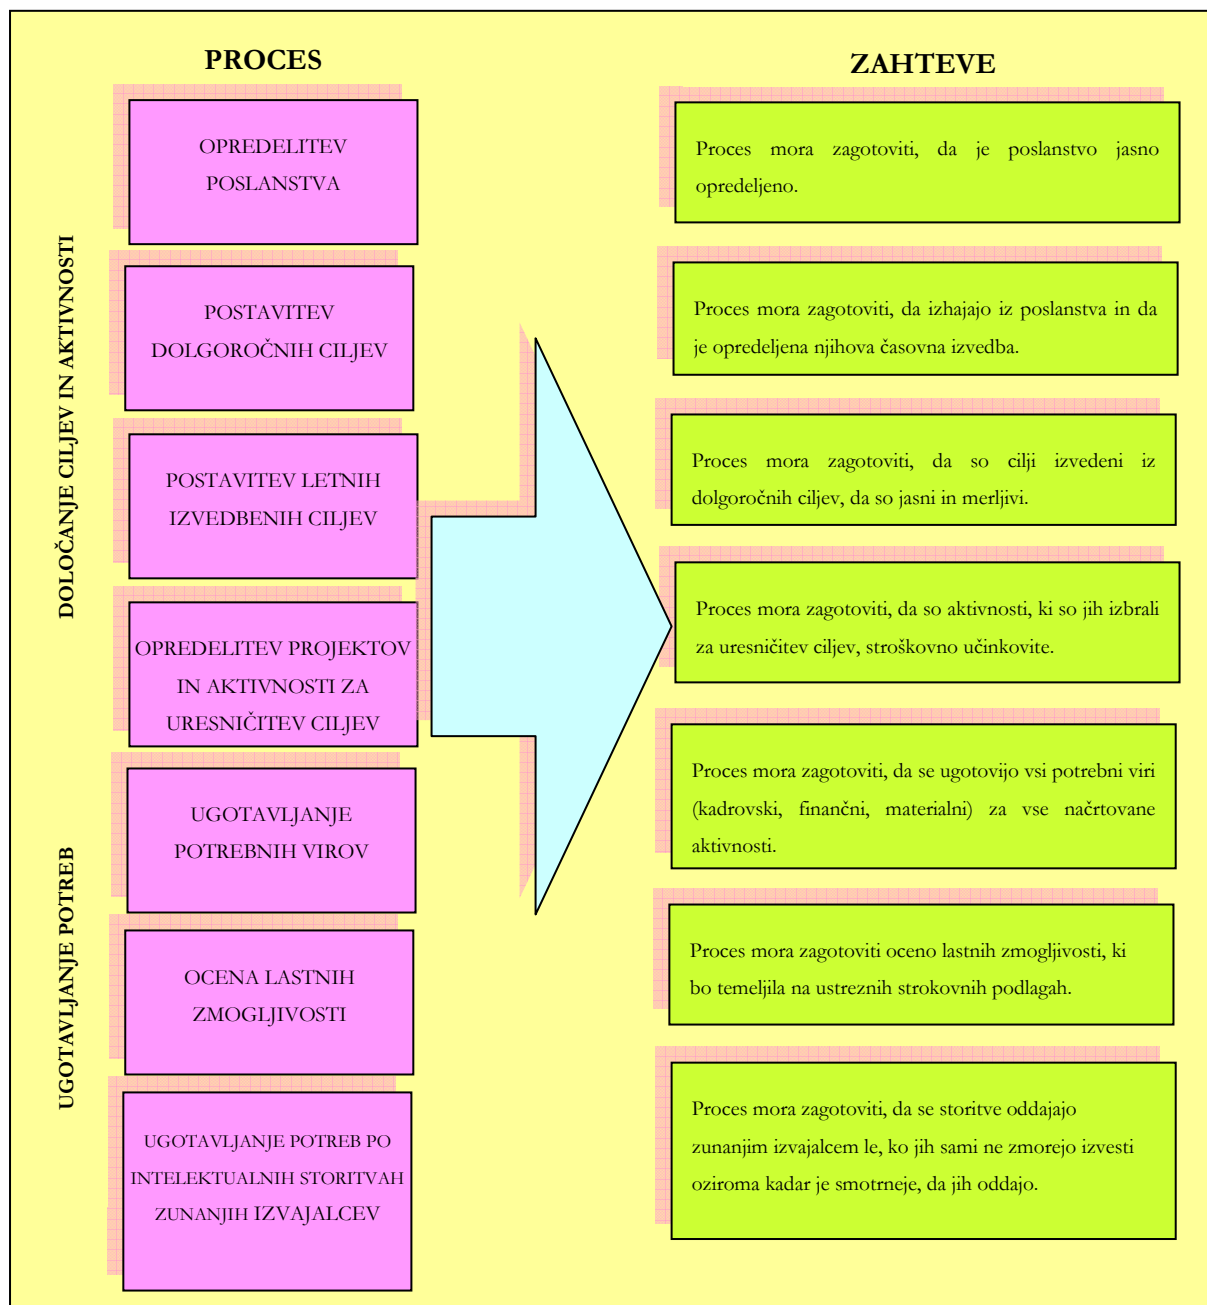 PROCES
ZAHTEVE
DOLOČANJE CILJEV IN AKTIVNOSTI
OPREDELITEV
POSLANSTVA
Proces mora zagotoviti, da je poslanstvo jasno
opredeljeno.
POSTAVITEV
DOLGOROČNIH CILJEV
Proces mora zagotoviti, da izhajajo iz poslanstva in da
je opredeljena njihova časovna izvedba.
POSTAVITEV LETNIH
IZVEDBENIH CILJEV
Proces mora zagotoviti, da so cilji izvedeni iz
dolgoročnih ciljev, da so jasni in merljivi.
OPREDELITEV PROJEKTOV
IN AKTIVNOSTI ZA
URESNIČITEV CILJEV
Proces mora zagotoviti, da so aktivnosti, ki so jih izbrali
za uresničitev ciljev, stroškovno učinkovite.
UGOTAVLJANJE POTREB
UGOTAVLJANJE
POTREBNIH VIROV
Proces mora zagotoviti, da se ugotovijo vsi potrebni viri
(kadrovski, finančni, materialni) za vse načrtovane
aktivnosti.
OCENA LASTNIH
ZMOGLJIVOSTI
Proces mora zagotoviti oceno lastnih zmogljivosti, ki
bo temeljila na ustreznih strokovnih podlagah.
UGOTAVLJANJE POTREB PO
INTELEKTUALNIH STORITVAH
ZUNANJIH IZVAJALCEV
Proces mora zagotoviti, da se storitve oddajajo
zunanjim izvajalcem le, ko jih sami ne zmorejo izvesti
oziroma kadar je smotrneje, da jih oddajo.